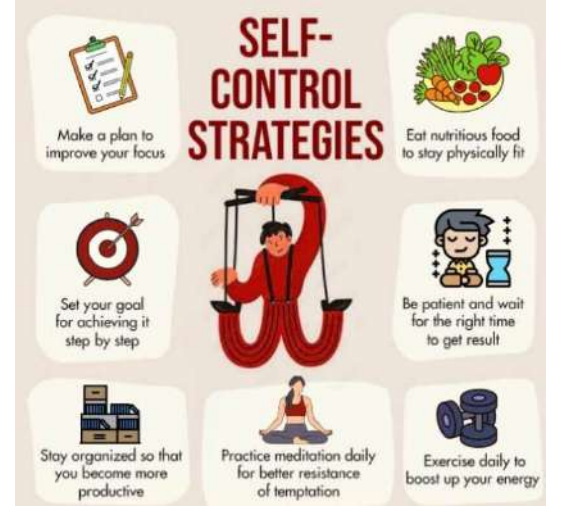 SELF-
CONTROL
STRATEGIES
Make a plan to
improve your focus
Eat nutritious food
to stay physically fit
Set your goal
for achieving it
step by step
Be patient and wait
for the right time
to get result
Stay organized so that
you become more
productive
Practice meditation daily
for better resistance
of temptation
Exercise daily to
boost up your energy